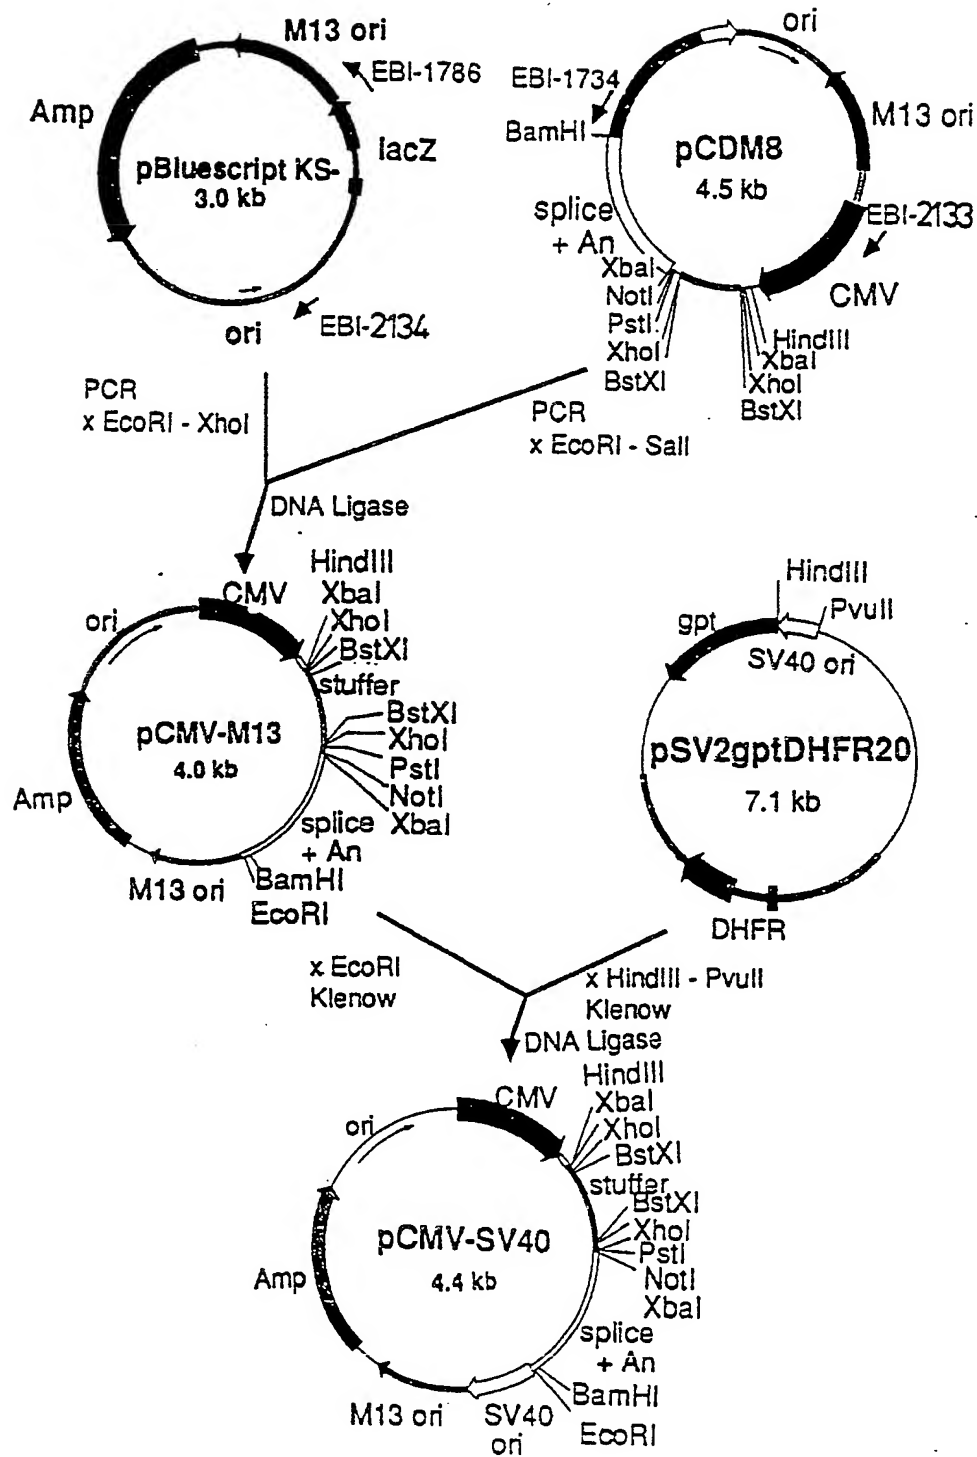 M13 ori
EBI-1786
Amp
lacZ
pBluescript KS-
3.0 kb
ori
EBI-2134
ori
EBI-1734
BamHI
M13 ori
pCDM8
4.5 kb
splice
+ An
EBI-2133
XbaI
NotI
PstI
XhoI
BstXI
CMV
HindIII
XbaI
XhoI
BstXI
PCR
x EcoRI - XhoI
PCR
x EcoRI - SalI
DNA Ligase
CMV
HindIII
XbaI
XhoI
BstXI
stuffer
ori
BstXI
XhoI
PstI
NotI
XbaI
pCMV-M13
4.0 kb
Amp
splice
+ An
M13 ori
BamHI
EcoRI
HindIII
PvuII
gpt
SV40 ori
pSV2gptDHFR20
7.1 kb
DHFR
x EcoRI
Klenow
x HindIII - PvuII
Klenow
DNA Ligase
CMV
HindIII
XbaI
XhoI
BstXI
stuffer
ori
BstXI
XhoI
PstI
NotI
XbaI
pCMV-SV40
4.4 kb
Amp
splice
+ An
BamHI
EcoRI
M13 ori
SV40
ori